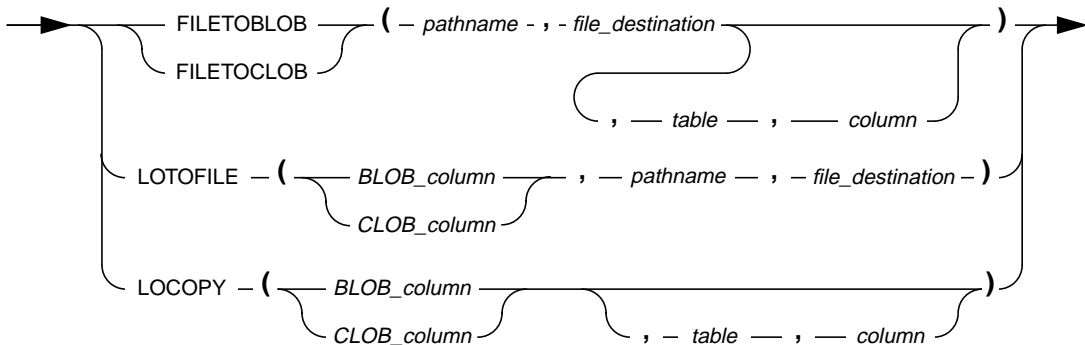 FILETOBLOB ( pathname , file_destination )
FILETOCLOB
, table , column
LOTOFILE ( BLOB_column , pathname , file_destination )
CLOB_column
LOCOPY ( BLOB_column )
CLOB_column , table , column